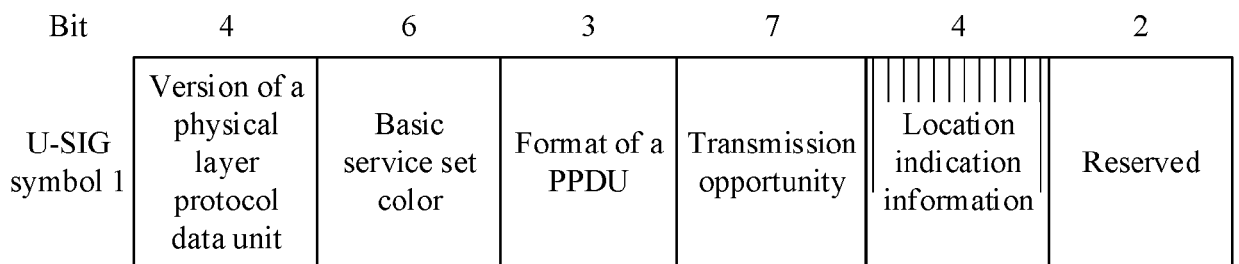 Bit 4 6 3 7 4 2
U-SIG
symbol 1
Version of a
physical
layer
protocol
data unit
Basic
service set
color
Format of a
PPDU
Transmission
opportunity
Location
indication
information
Reserved